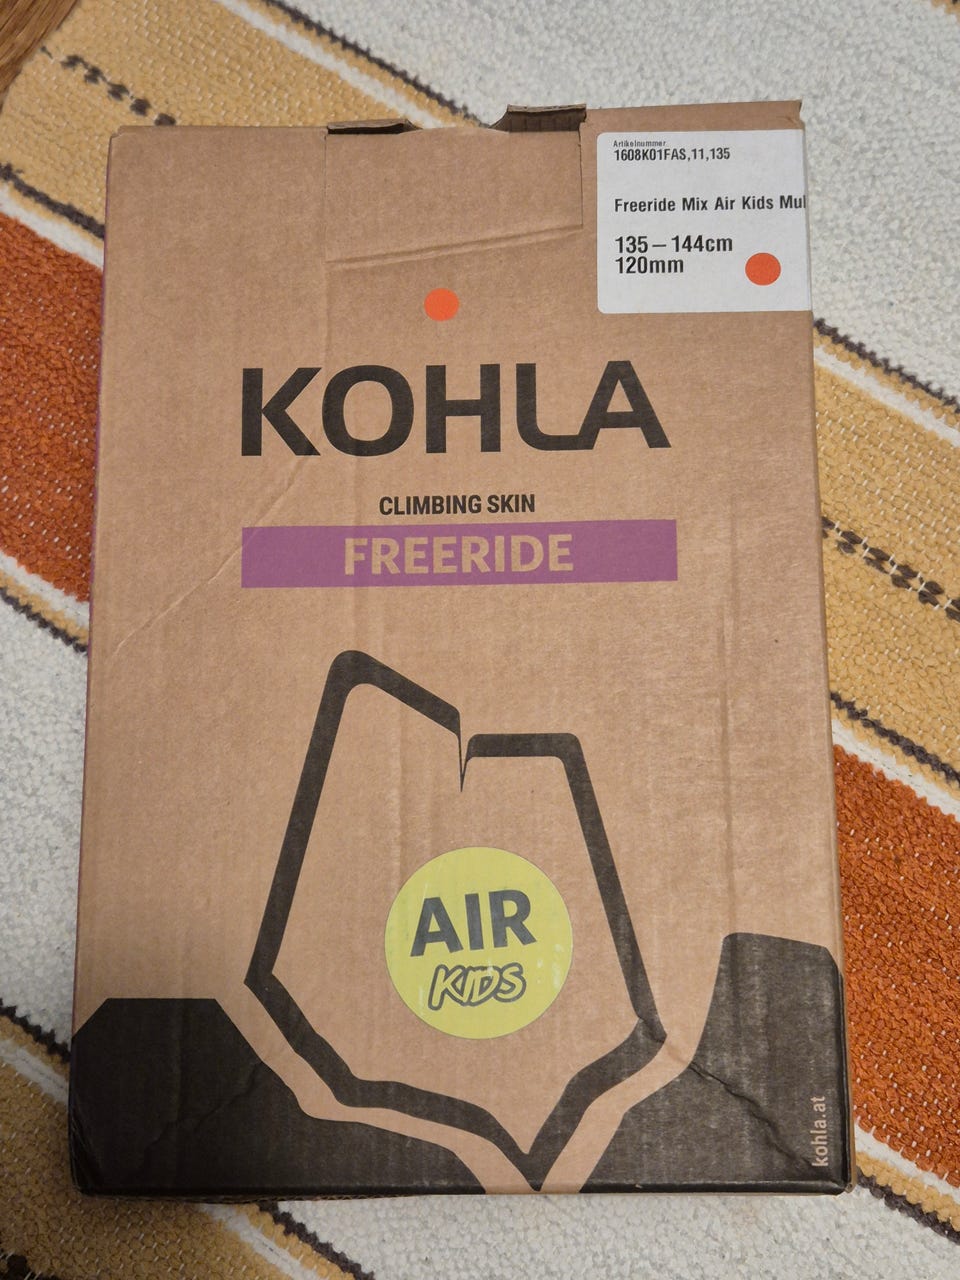 Artikelnummer
1608K01FAS,11,135
Freeride Mix Air Kids Mul
135–144cm
120mm
KOHLA
CLIMBING SKIN
FREERIDE
AIR
KIDS
kohla.at